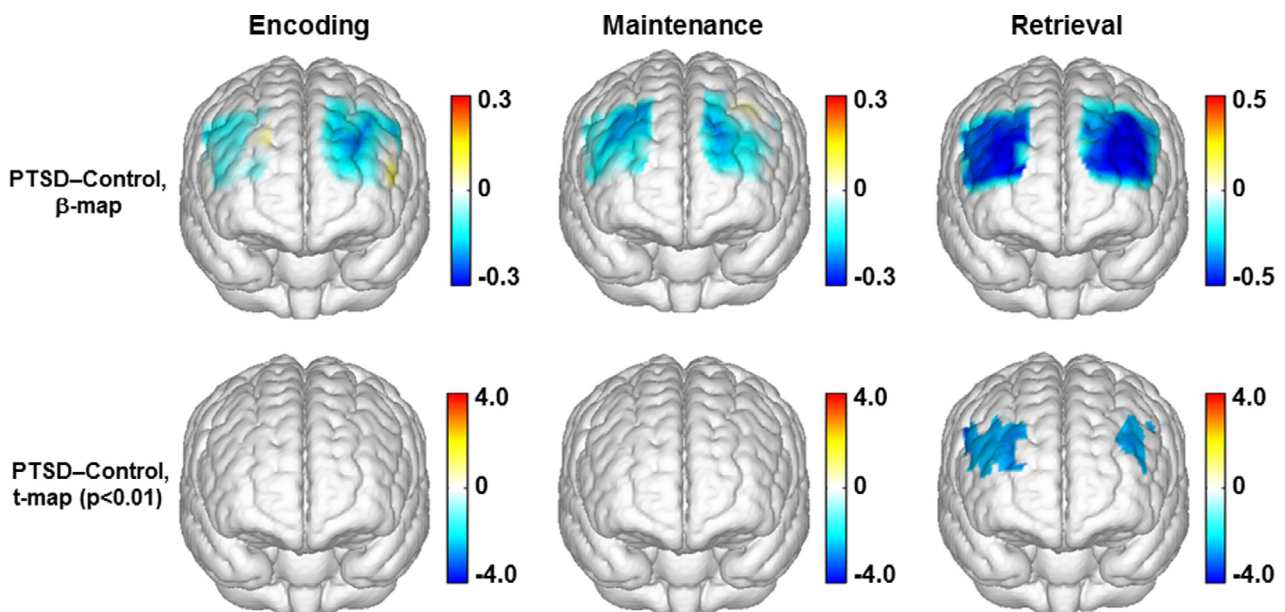 Encoding
Maintenance
Retrieval
PTSD–Control,
β-map
0.3
0
-0.3
0.3
0
-0.3
0.5
0
-0.5
PTSD–Control,
t-map (p<0.01)
4.0
0
-4.0
4.0
0
-4.0
4.0
0
-4.0